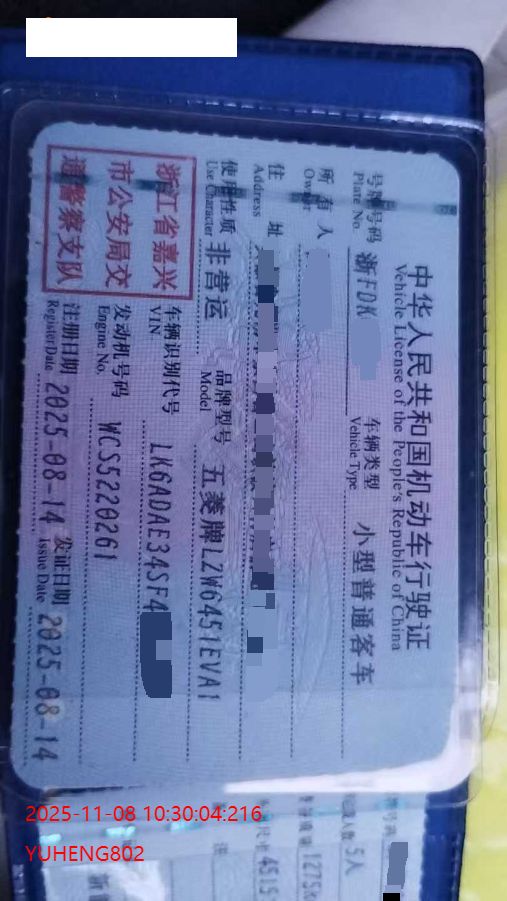 中华人民共和国机动车行驶证
Vehicle License of the People's Republic of China
号牌号码 浙FDK 车辆类型 小型普通客车
Plate No. Vehicle Type
所有人
Owner
住 址
Address
使用性质 非营运 品牌型号 五菱牌LZW6451EVA1
Use Character Model
浙江省嘉兴
市公安局交
通警察支队
车辆识别代号 LK6ADAE34SF4
VIN
发动机号码 WCS5220261
Engine No.
注册日期 2025-08-14 发证日期 2025-08-14
Register Date Issue Date
5人
2025-11-08 10:30:04:216
YUHENG802